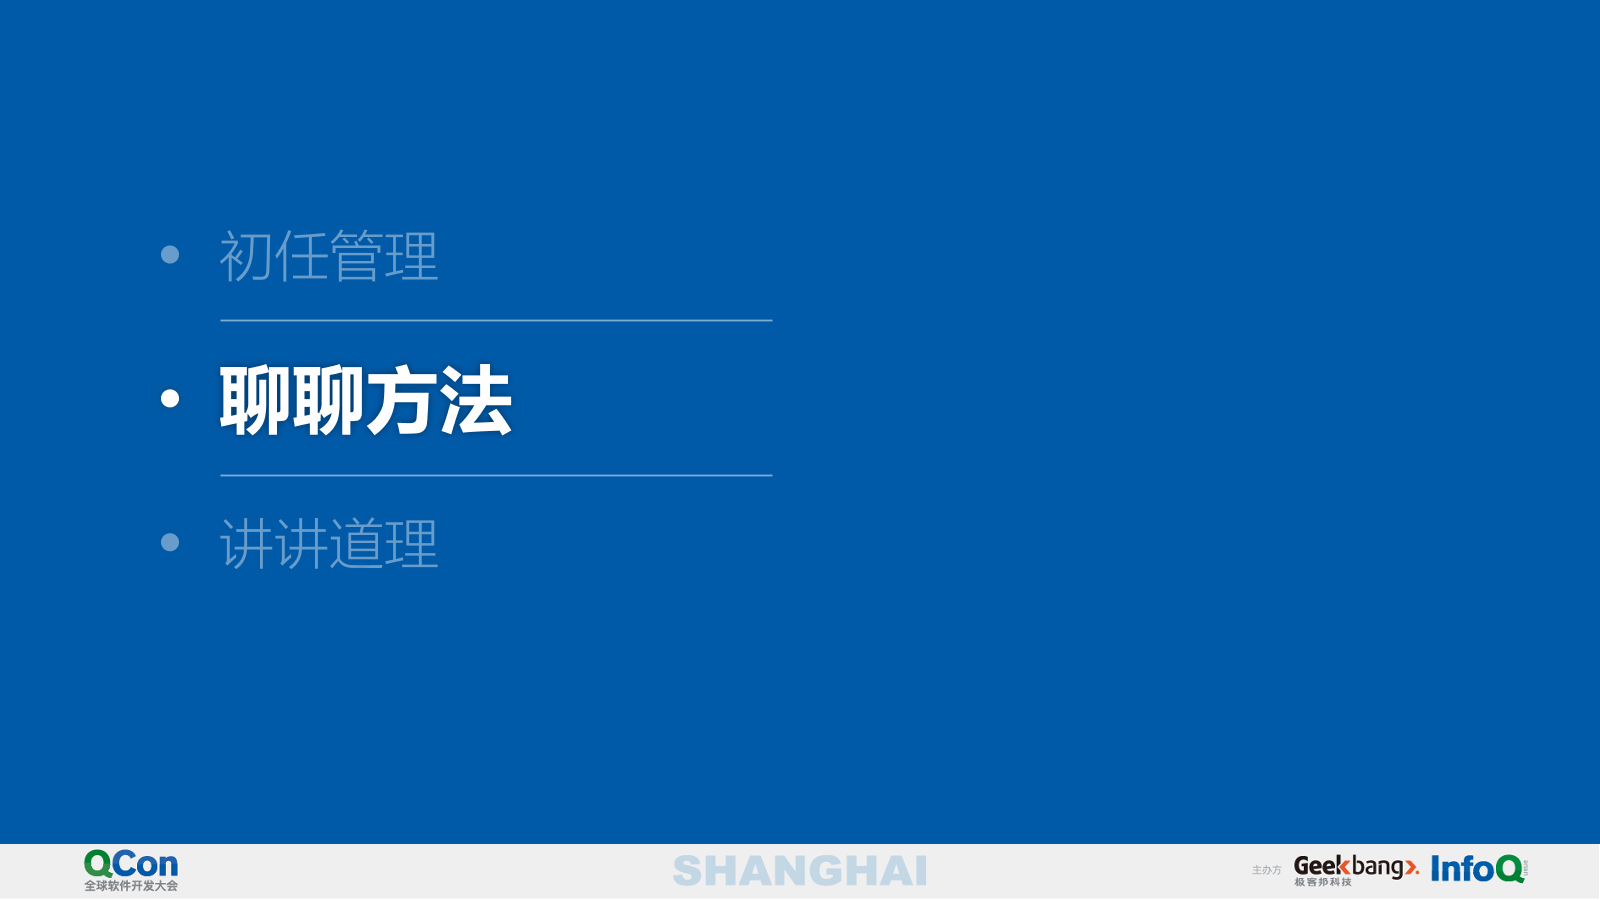 • 初任管理
• 聊聊方法
• 讲讲道理
QCon
全球软件开发大会
SHANGHAI
主办方
Geekbang>.
极客邦科技
InfoQ